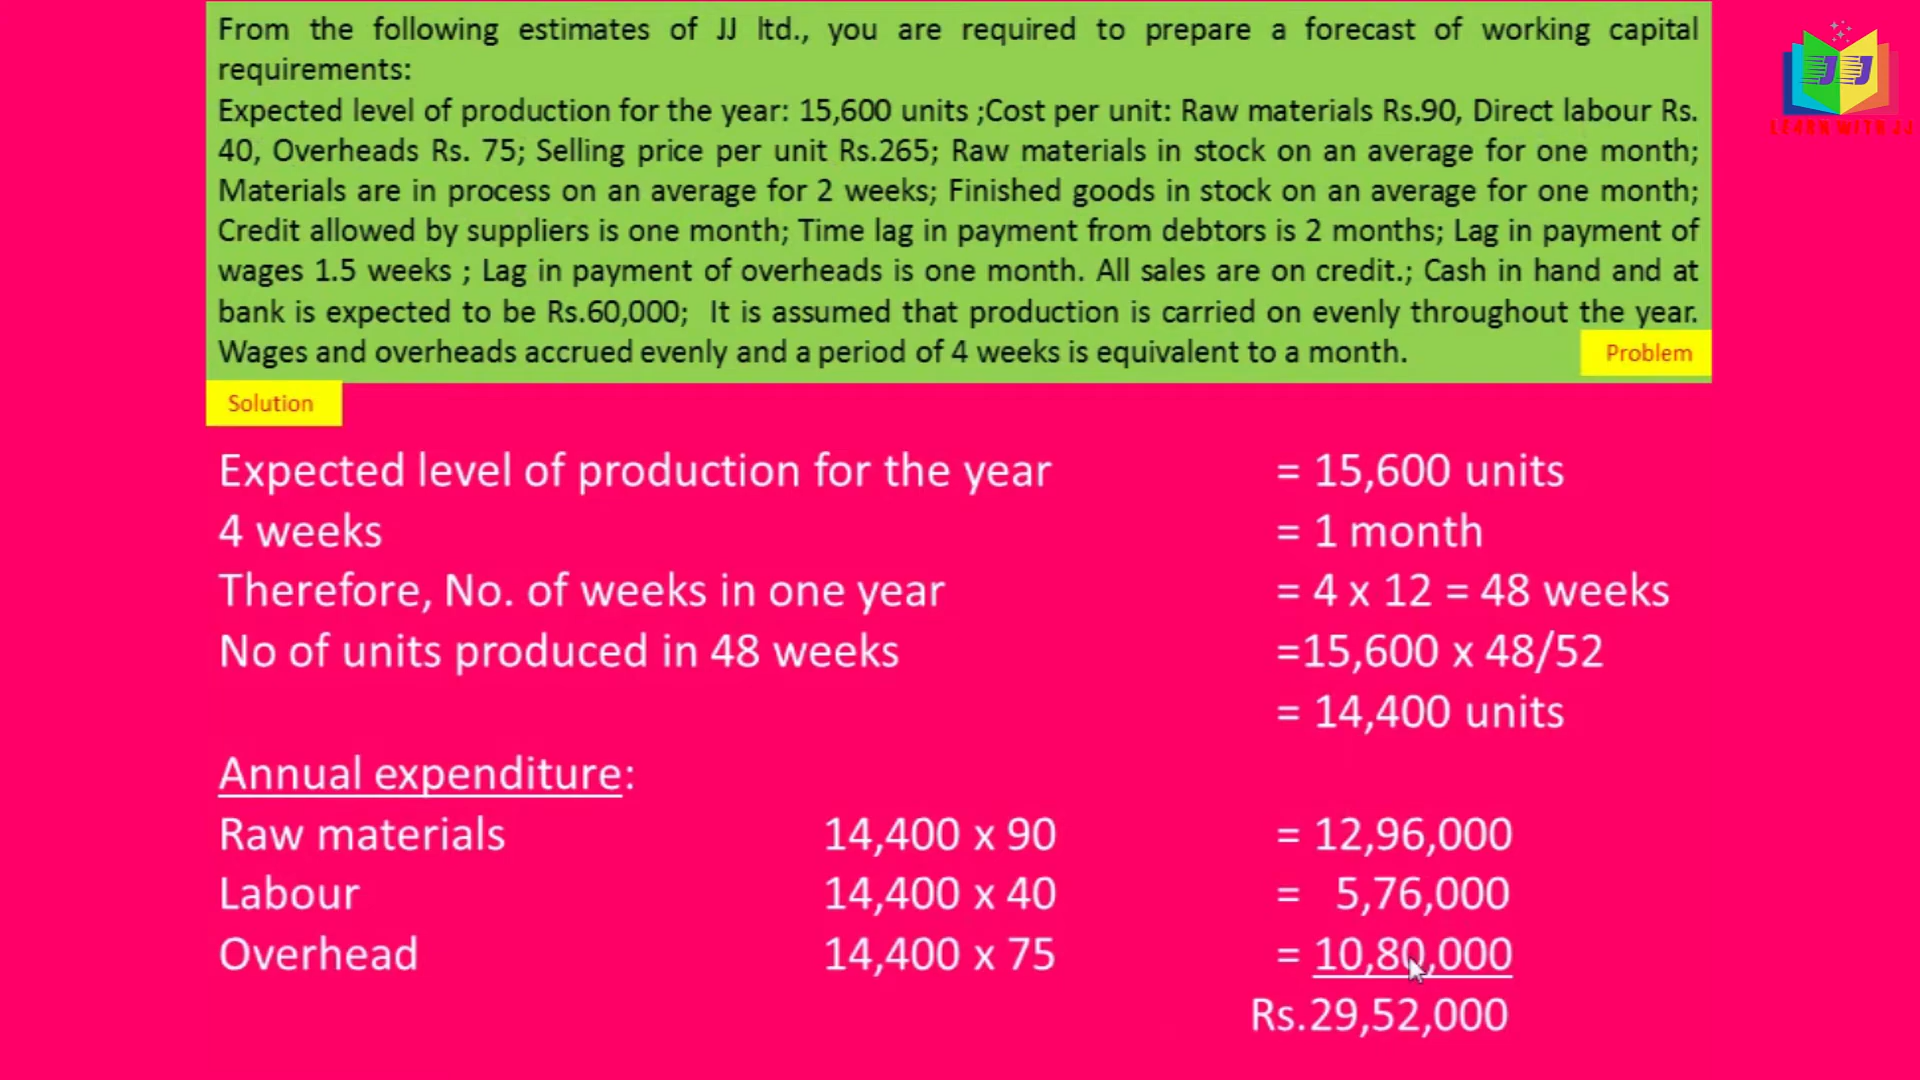 From the following estimates of JJ ltd., you are required to prepare a forecast of working capital
requirements:
Expected level of production for the year: 15,600 units ;Cost per unit: Raw materials Rs.90, Direct labour Rs.
40, Overheads Rs. 75; Selling price per unit Rs.265; Raw materials in stock on an average for one month;
Materials are in process on an average for 2 weeks; Finished goods in stock on an average for one month;
Credit allowed by suppliers is one month; Time lag in payment from debtors is 2 months; Lag in payment of
wages 1.5 weeks ; Lag in payment of overheads is one month. All sales are on credit.; Cash in hand and at
bank is expected to be Rs.60,000; It is assumed that production is carried on evenly throughout the year.
Wages and overheads accrued evenly and a period of 4 weeks is equivalent to a month.
Problem
JJ
LEARN WITH JJ
Solution
Expected level of production for the year = 15,600 units
4 weeks = 1 month
Therefore, No. of weeks in one year = 4 x 12 = 48 weeks
No of units produced in 48 weeks =15,600 x 48/52
= 14,400 units
Annual expenditure:
Raw materials 14,400 x 90 = 12,96,000
Labour 14,400 x 40 = 5,76,000
Overhead 14,400 x 75 = 10,80,000
Rs.29,52,000